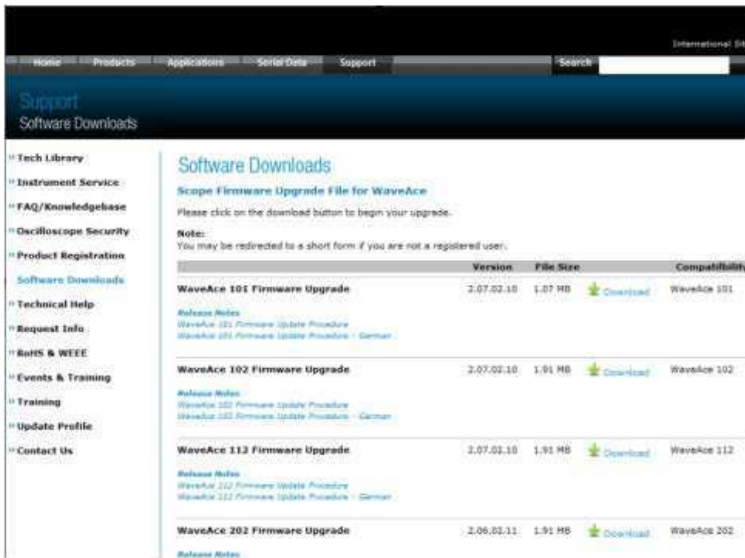 International Sit
Home Products Applications Serial Data Support Search
Support
Software Downloads
Tech Library
Instrument Service
FAQ/Knowledgebase
Oscilloscope Security
Product Registration
Software Downloads
Technical Help
Request Info
RoHS & WEEE
Events & Training
Training
Update Profile
Contact Us
Software Downloads
Scope Firmware Upgrade File for WaveAce
Please click on the download button to begin your upgrade.
Note:
You may be redirected to a short form if you are not a registered user.
Version File Size Compatibility
WaveAce 101 Firmware Upgrade 2.07.02.10 1.07 MB Download WaveAce 101
Release Notes
WaveAce 101 Firmware Update Procedure
WaveAce 101 Firmware Update Procedure - German
WaveAce 102 Firmware Upgrade 2.07.02.10 1.91 MB Download WaveAce 102
Release Notes
WaveAce 102 Firmware Update Procedure
WaveAce 102 Firmware Update Procedure - German
WaveAce 112 Firmware Upgrade 2.07.02.10 1.91 MB Download WaveAce 112
Release Notes
WaveAce 112 Firmware Update Procedure
WaveAce 112 Firmware Update Procedure - German
WaveAce 202 Firmware Upgrade 2.06.02.11 1.91 MB Download WaveAce 202
Release Notes